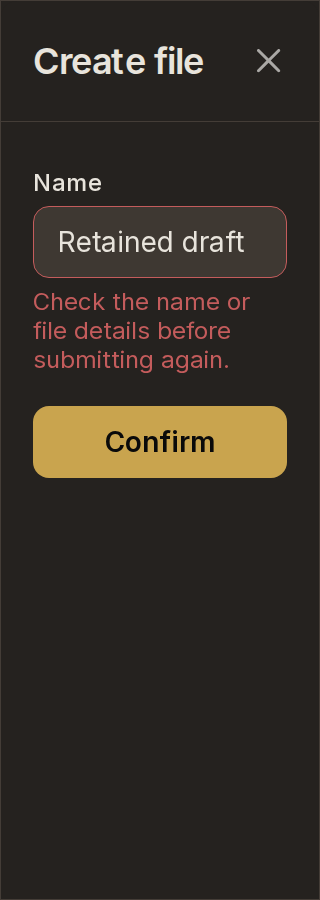 Create file
Name
Retained draft
Check the name or
file details before
submitting again.
Confirm